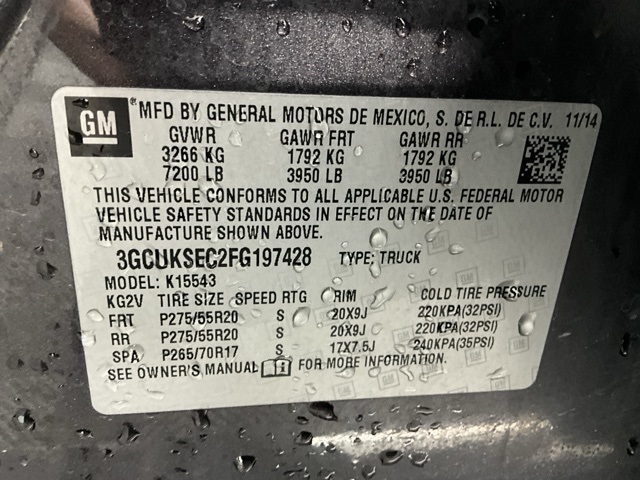 GM ® MFD BY GENERAL MOTORS DE MEXICO, S. DE R.L. DE C.V. 11/14
GVWR GAWR FRT GAWR RR
3266 KG 1792 KG 1792 KG
7200 LB 3950 LB 3950 LB
THIS VEHICLE CONFORMS TO ALL APPLICABLE U.S. FEDERAL MOTOR
VEHICLE SAFETY STANDARDS IN EFFECT ON THE DATE OF
MANUFACTURE SHOWN ABOVE.
3GCUKSEC2FG197428 TYPE: TRUCK
MODEL: K15543
KG2V TIRE SIZE SPEED RTG RIM COLD TIRE PRESSURE
FRT P275/55R20 S 20X9J 220KPA(32PSI)
RR P275/55R20 S 20X9J 220KPA(32PSI)
SPA P265/70R17 S 17X7.5J 240KPA(35PSI)
SEE OWNER'S MANUAL FOR MORE INFORMATION.